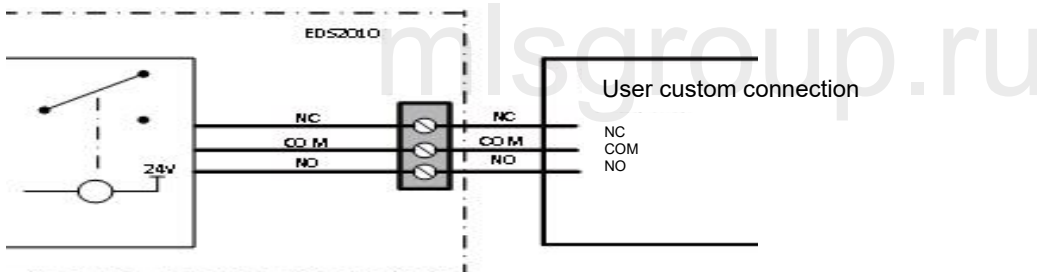 mlsgroup.ru
EDS2010
User custom connection
NC NC
NC
COM COM
COM
NO NO
NO
24V